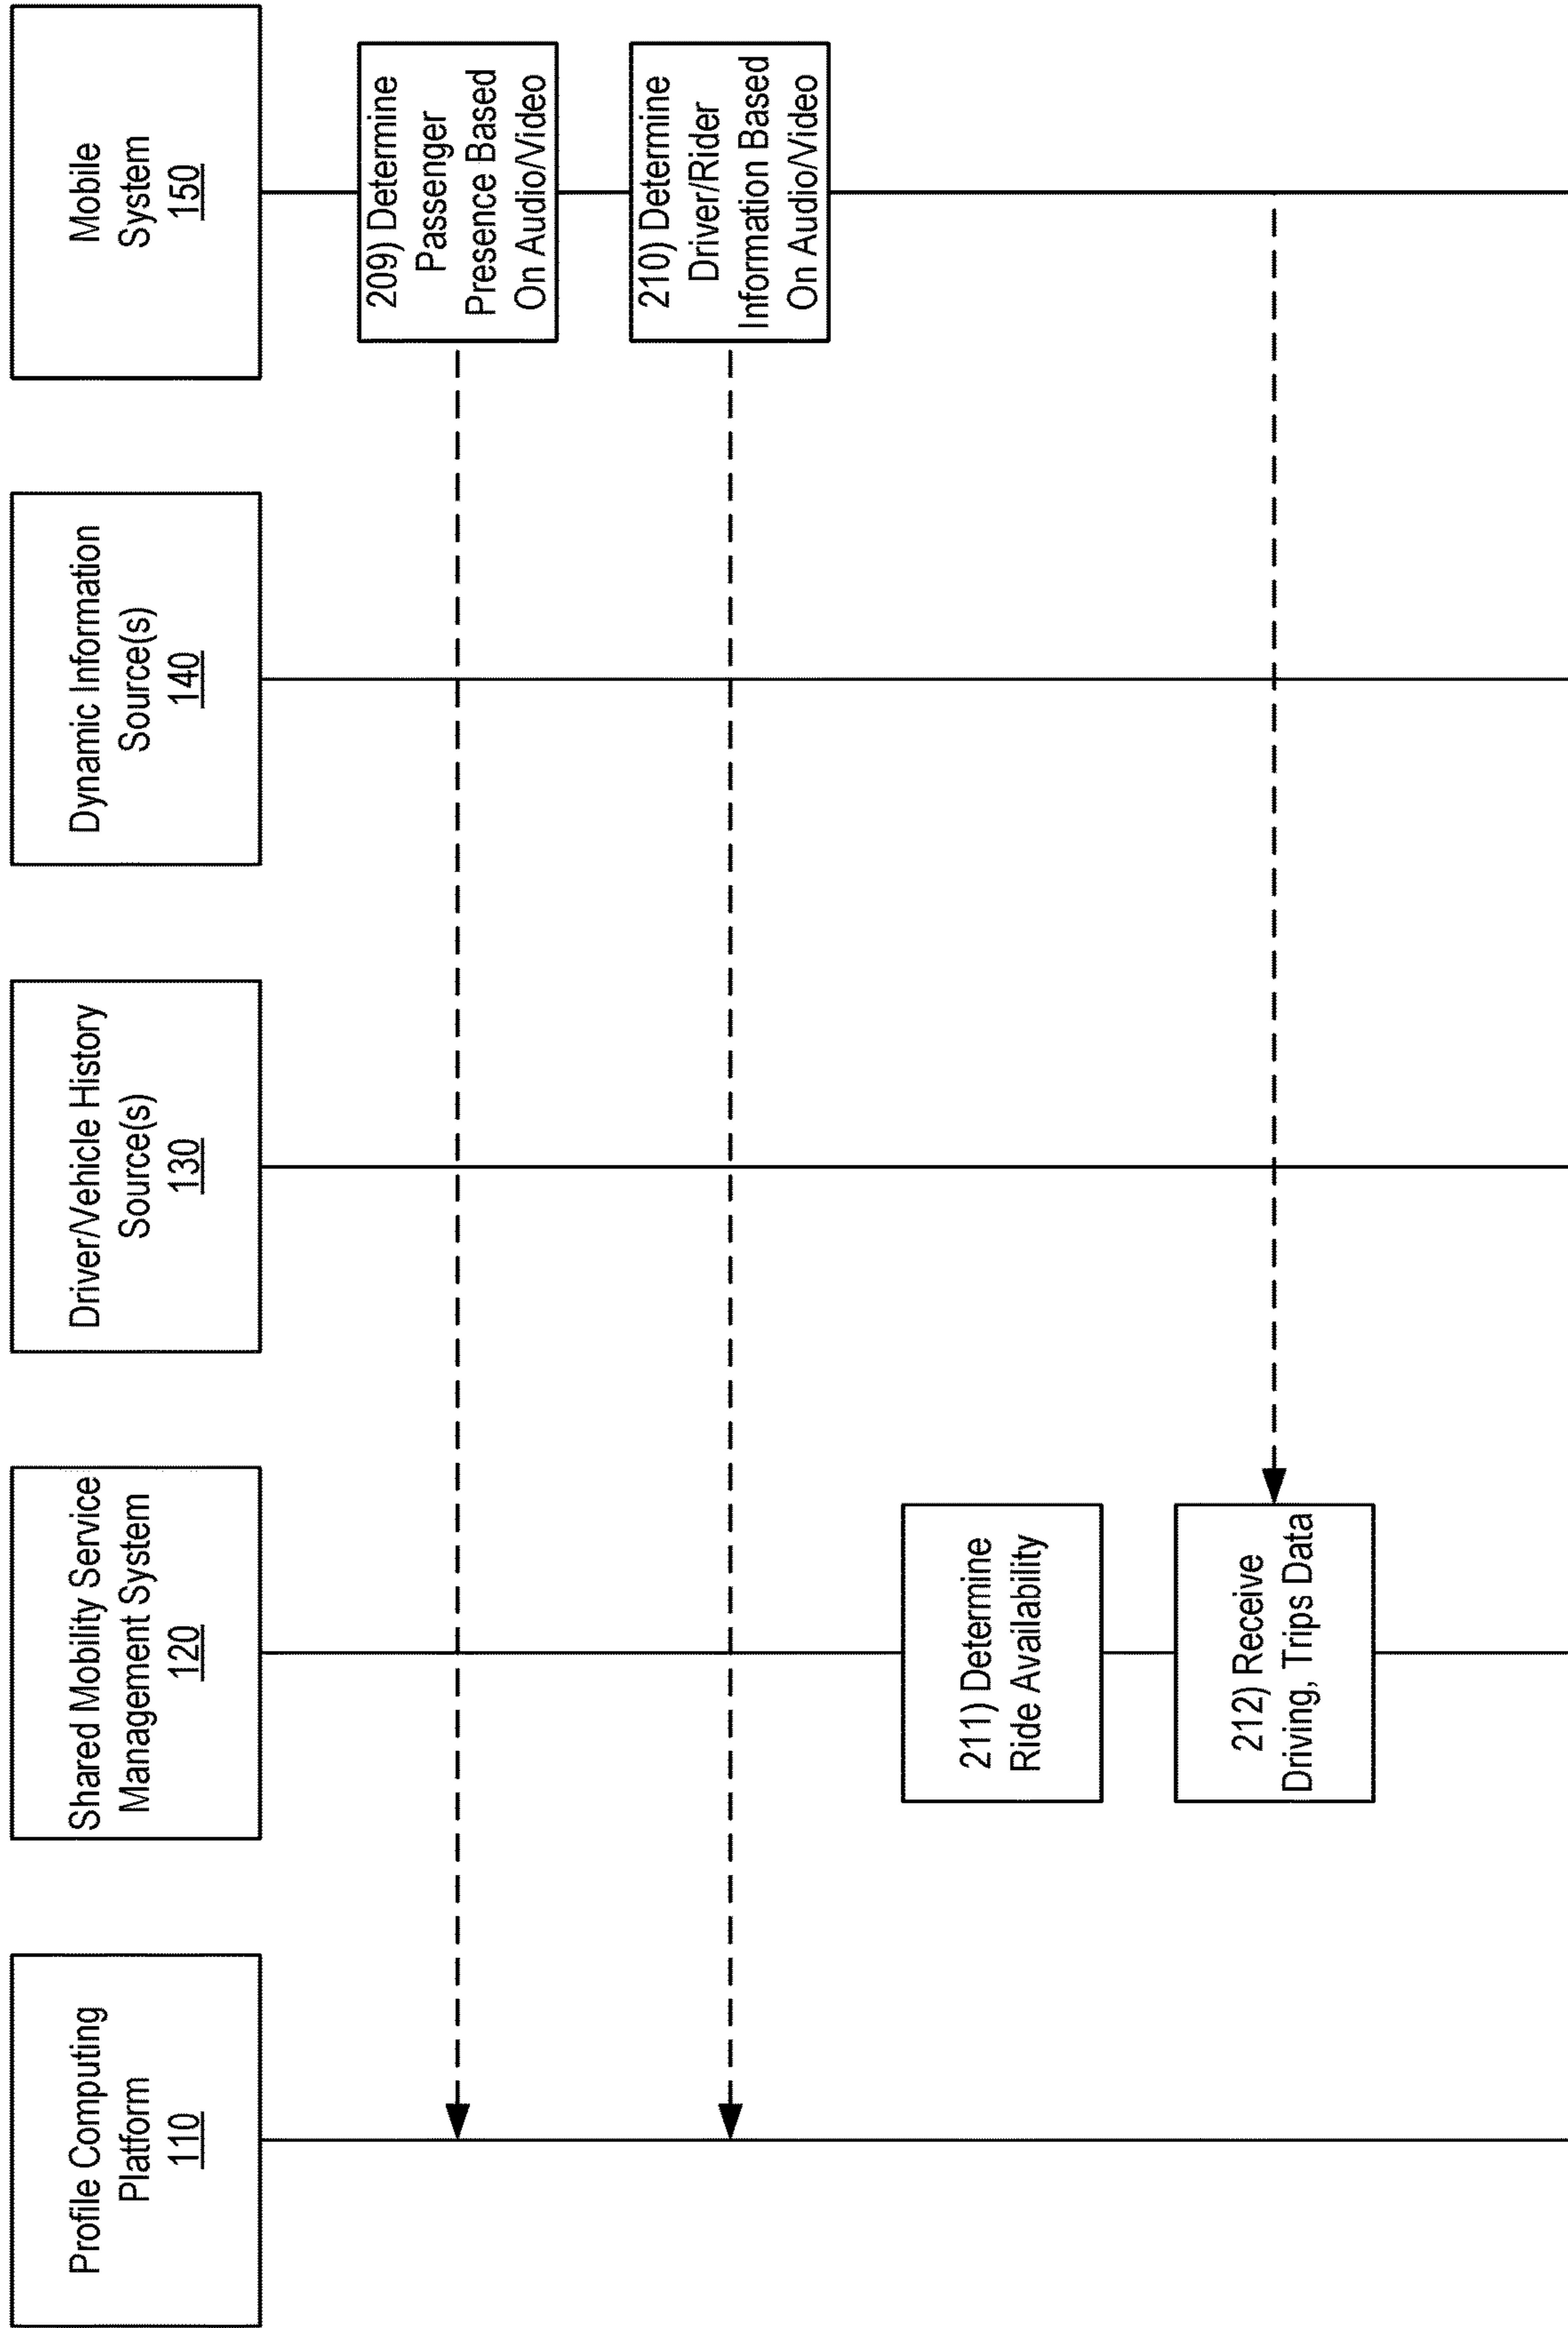 Profile Computing
Platform
110
Shared Mobility Service
Management System
120
Driver/Vehicle History
Source(s)
130
Dynamic Information
Source(s)
140
Mobile
System
150
209) Determine
Passenger
Presence Based
On Audio/Video
210) Determine
Driver/Rider
Information Based
On Audio/Video
211) Determine
Ride Availability
212) Receive
Driving, Trips Data